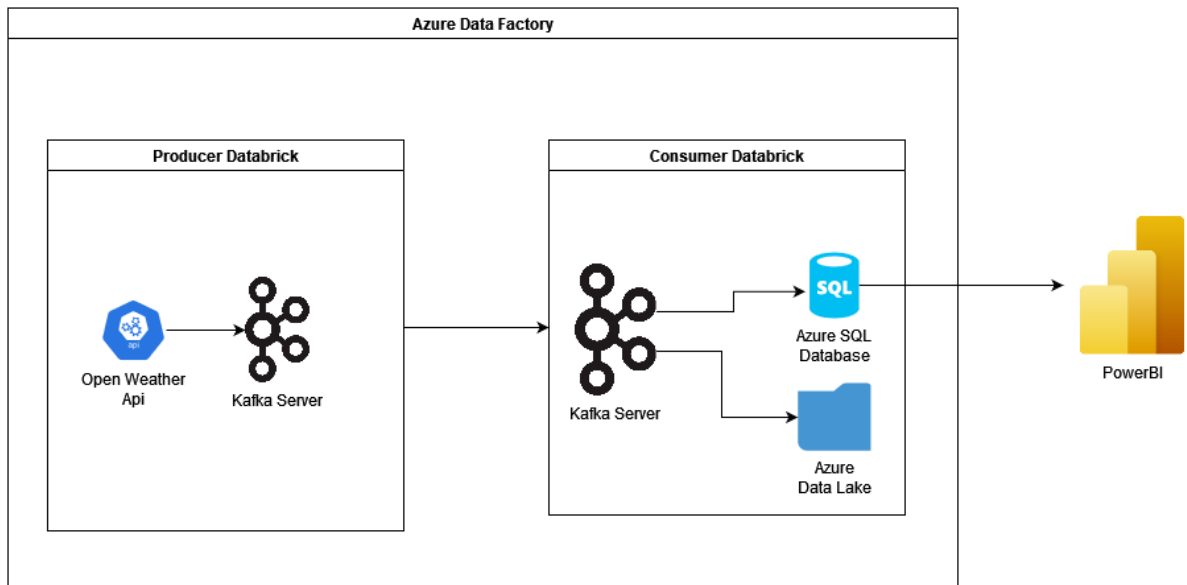 Azure Data Factory
Producer Databrick
Consumer Databrick
api
Open Weather
Api
Kafka Server
Kafka Server
SQL
Azure SQL
Database
Azure
Data Lake
PowerBI